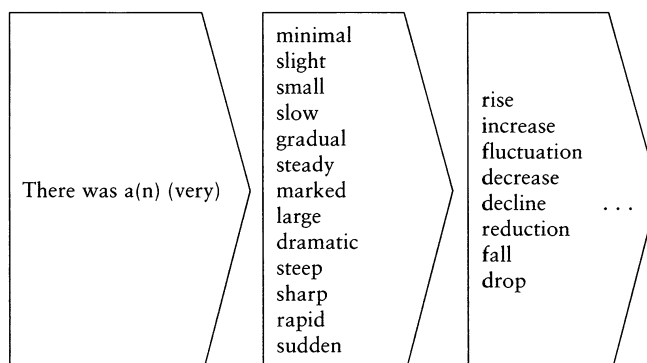 There was a(n) (very)
minimal
slight
small
slow
gradual
steady
marked
large
dramatic
steep
sharp
rapid
sudden
rise
increase
fluctuation
decrease
decline
reduction
fall
drop
. . .